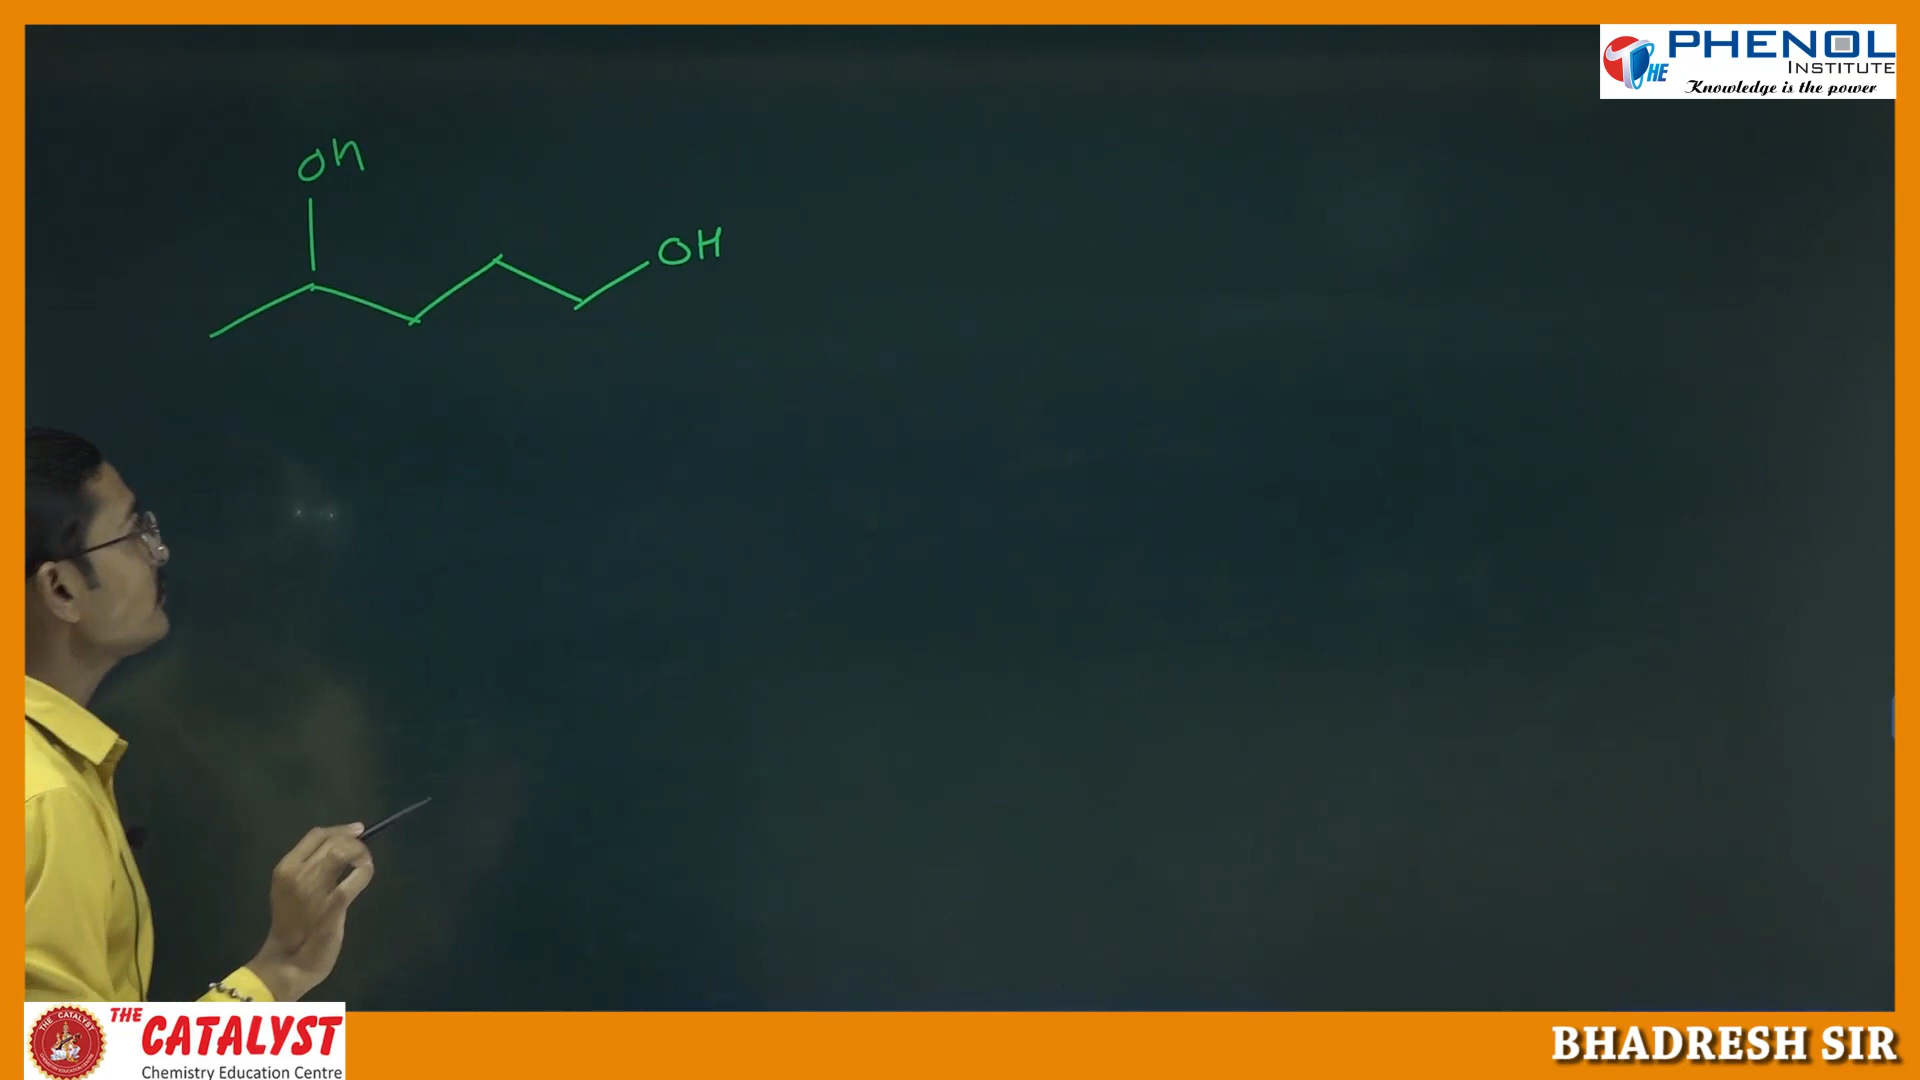 PHENOL
THE
INSTITUTE
Knowledge is the power
OH
OH
THE
CATALYST
Chemistry Education Centre
BHADRESH SIR